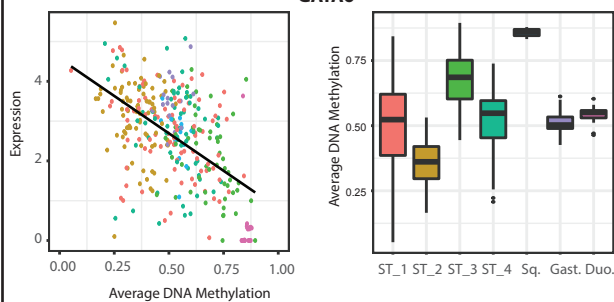 Expression
4
2
0
0.00 0.25 0.50 0.75 1.00
Average DNA Methylation
Average DNA Methylation
0.75
0.50
0.25
ST_1 ST_2 ST_3 ST_4 Sq. Gast. Duo.